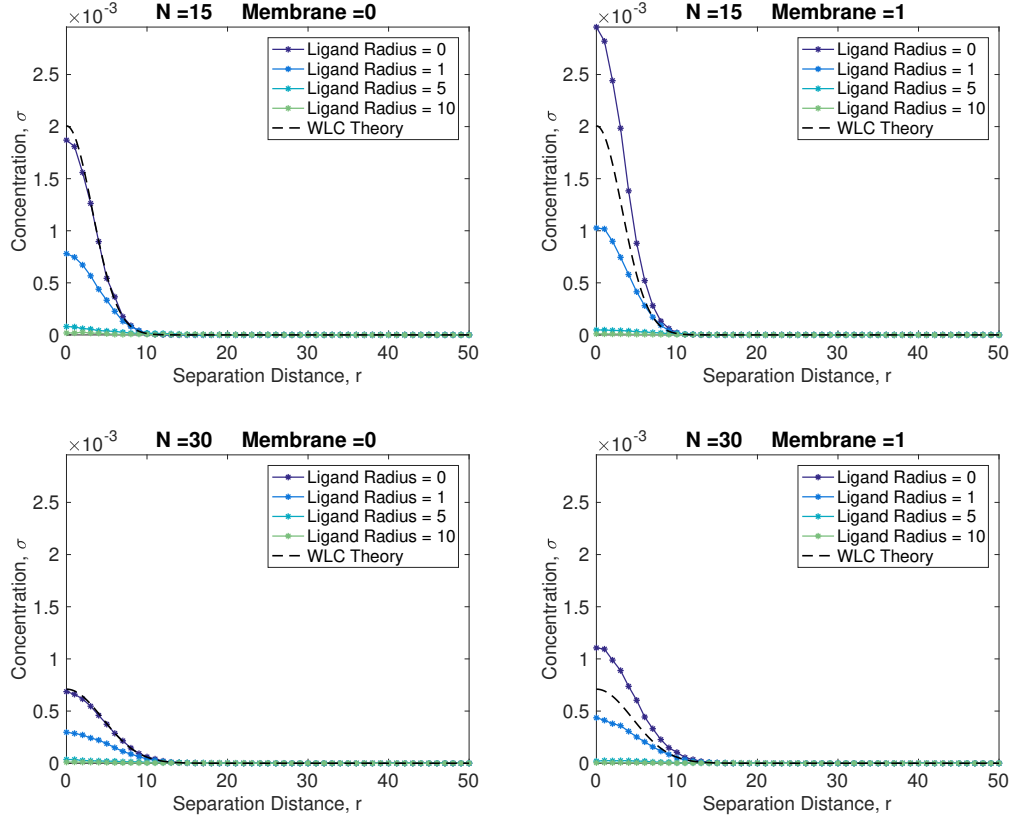 N =15 Membrane =0
×10⁻³
Concentration, σ
2.5
2
1.5
1
0.5
0
0
10
20
30
40
50
Separation Distance, r
Ligand Radius = 0
Ligand Radius = 1
Ligand Radius = 5
Ligand Radius = 10
WLC Theory
N =15 Membrane =1
×10⁻³
Concentration, σ
2.5
2
1.5
1
0.5
0
0
10
20
30
40
50
Separation Distance, r
Ligand Radius = 0
Ligand Radius = 1
Ligand Radius = 5
Ligand Radius = 10
WLC Theory
N =30 Membrane =0
×10⁻³
Concentration, σ
2.5
2
1.5
1
0.5
0
0
10
20
30
40
50
Separation Distance, r
Ligand Radius = 0
Ligand Radius = 1
Ligand Radius = 5
Ligand Radius = 10
WLC Theory
N =30 Membrane =1
×10⁻³
Concentration, σ
2.5
2
1.5
1
0.5
0
0
10
20
30
40
50
Separation Distance, r
Ligand Radius = 0
Ligand Radius = 1
Ligand Radius = 5
Ligand Radius = 10
WLC Theory